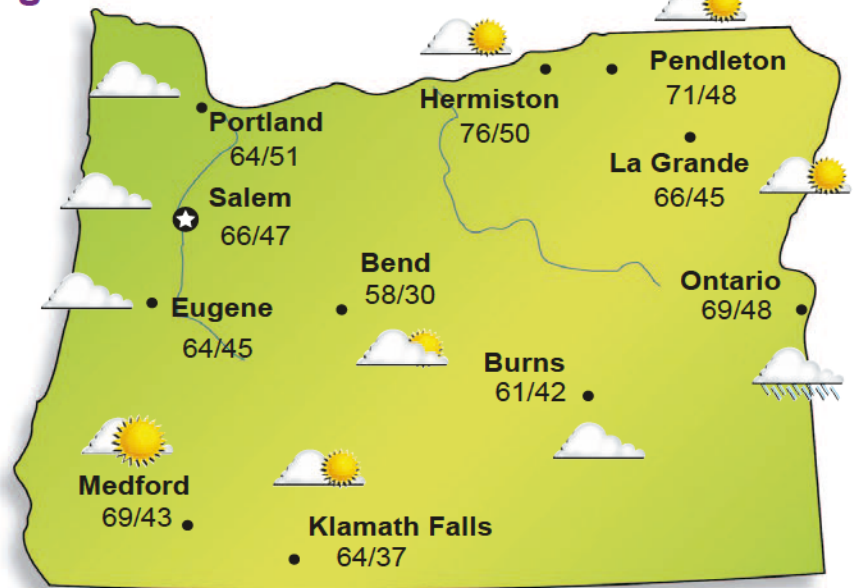 Pendleton
71/48
Hermiston
76/50
Portland
64/51
La Grande
66/45
Salem
66/47
Bend
58/30
Ontario
69/48
Eugene
64/45
Burns
61/42
Medford
69/43
Klamath Falls
64/37